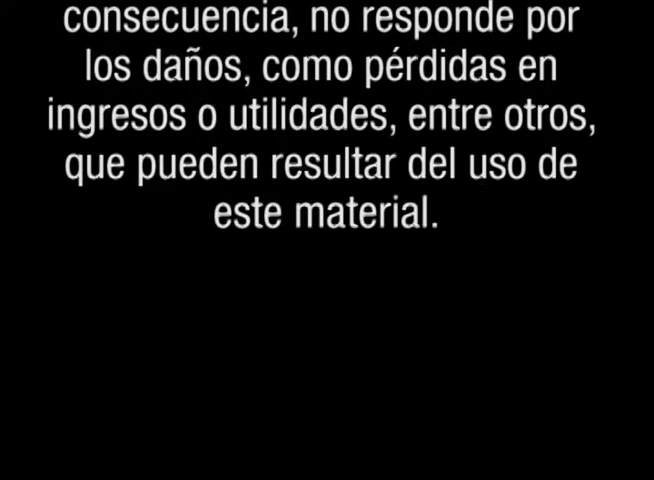 consecuencia, no responde por
los daños, como pérdidas en
ingresos o utilidades, entre otros,
que pueden resultar del uso de
este material.